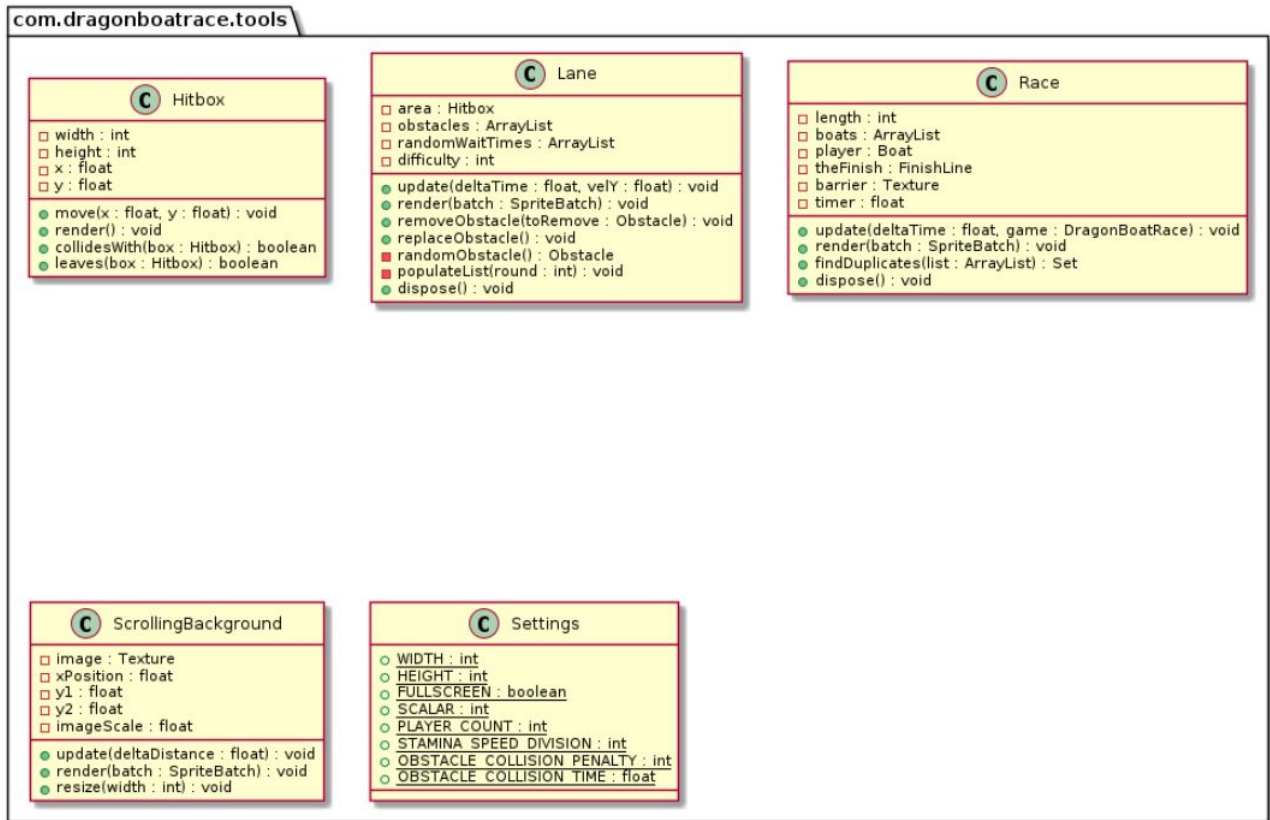 com.dragonboatrace.tools
C Hitbox
width : int
height : int
x : float
y : float
move(x : float, y : float) : void
render() : void
collidesWith(box : Hitbox) : boolean
leaves(box : Hitbox) : boolean
C Lane
area : Hitbox
obstacles : ArrayList
randomWaitTimes : ArrayList
difficulty : int
update(deltaTime : float, velY : float) : void
render(batch : SpriteBatch) : void
removeObstacle(toRemove : Obstacle) : void
replaceObstacle() : void
randomObstacle() : Obstacle
populateList(round : int) : void
dispose() : void
C Race
length : int
boats : ArrayList
player : Boat
theFinish : FinishLine
barrier : Texture
timer : float
update(deltaTime : float, game : DragonBoatRace) : void
render(batch : SpriteBatch) : void
findDuplicates(list : ArrayList) : Set
dispose() : void
C ScrollingBackground
image : Texture
xPosition : float
y1 : float
y2 : float
imageScale : float
update(deltaDistance : float) : void
render(batch : SpriteBatch) : void
resize(width : int) : void
C Settings
WIDTH : int
HEIGHT : int
FULLSCREEN : boolean
SCALAR : int
PLAYER_COUNT : int
STAMINA_SPEED_DIVISION : int
OBSTACLE_COLLISION_PENALTY : int
OBSTACLE_COLLISION_TIME : float